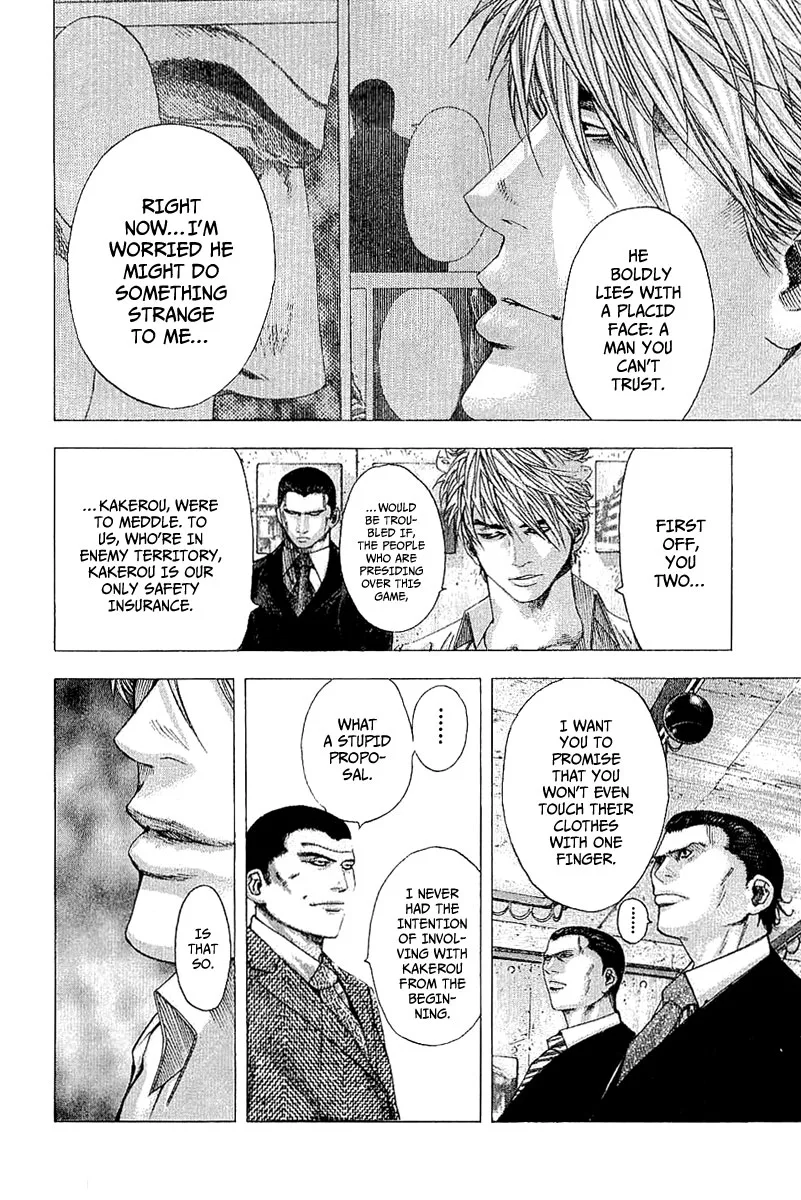 HE
BOLDLY
LIES WITH
A PLACID
FACE: A
MAN YOU
CAN'T
TRUST.
RIGHT
NOW...I'M
WORRIED HE
MIGHT DO
SOMETHING
STRANGE
TO ME...
FIRST
OFF,
YOU
TWO...
...WOULD
BE TROU-
BLED IF,
THE PEOPLE
WHO ARE
PRESIDING
OVER THIS
GAME,
...KAKEROU, WERE
TO MEDDLE. TO
US, WHO'RE IN
ENEMY TERRITORY,
KAKEROU IS OUR
ONLY SAFETY
INSURANCE.
I WANT
YOU TO
PROMISE
THAT YOU
WON'T EVEN
TOUCH THEIR
CLOTHES
WITH ONE
FINGER.
......
......
WHAT
A STUPID
PROPO-
SAL.
I NEVER
HAD THE
INTENTION
OF INVOL-
VING WITH
KAKEROU
FROM THE
BEGIN-
NING.
IS
THAT
SO.